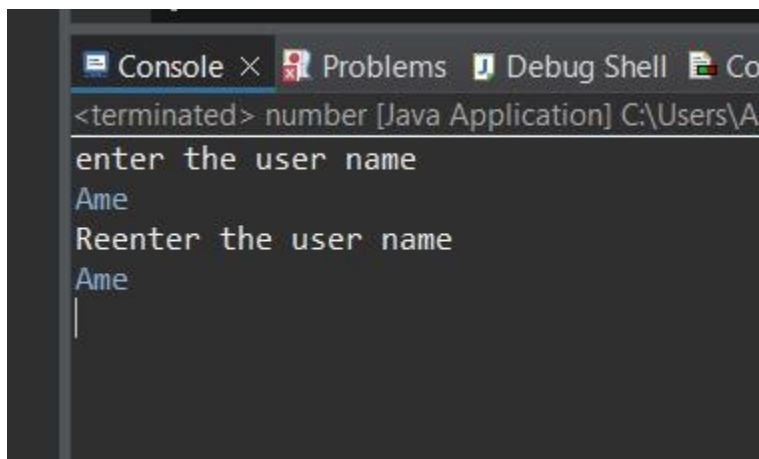 Console Problems Debug Shell Co
<terminated> number [Java Application] C:\Users\A
enter the user name
Ame
Reenter the user name
Ame